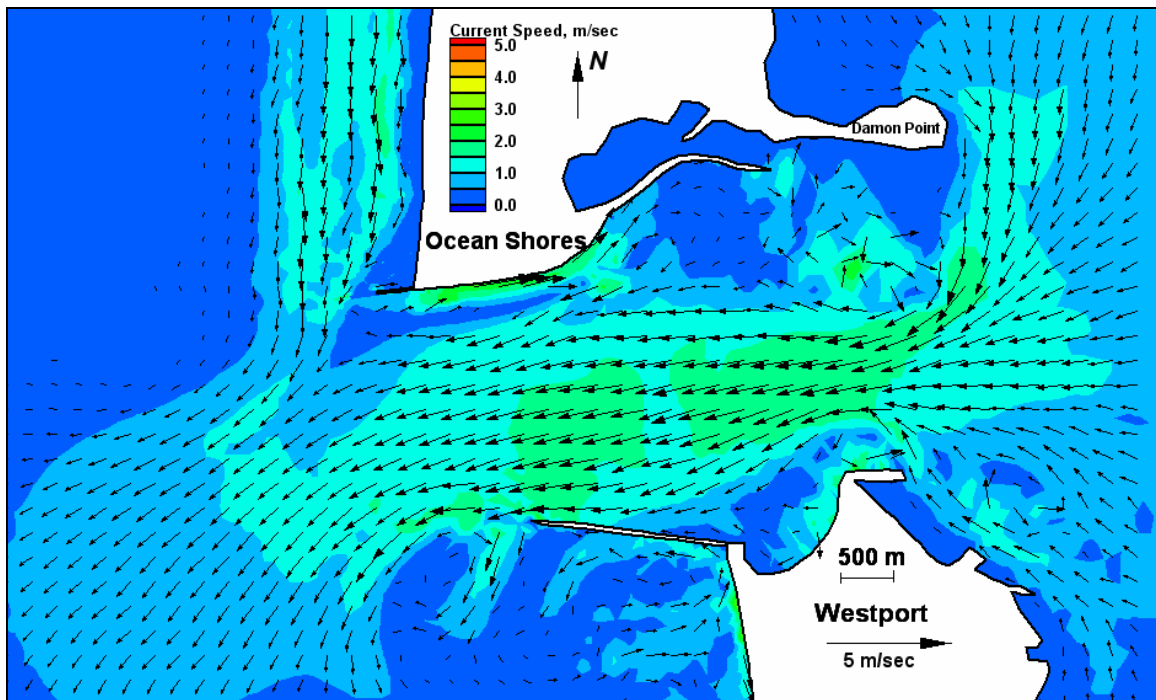 Current Speed, m/sec
5.0
4.0
3.0
2.0
1.0
0.0
N
Damon Point
Ocean Shores
500 m
Westport
5 m/sec